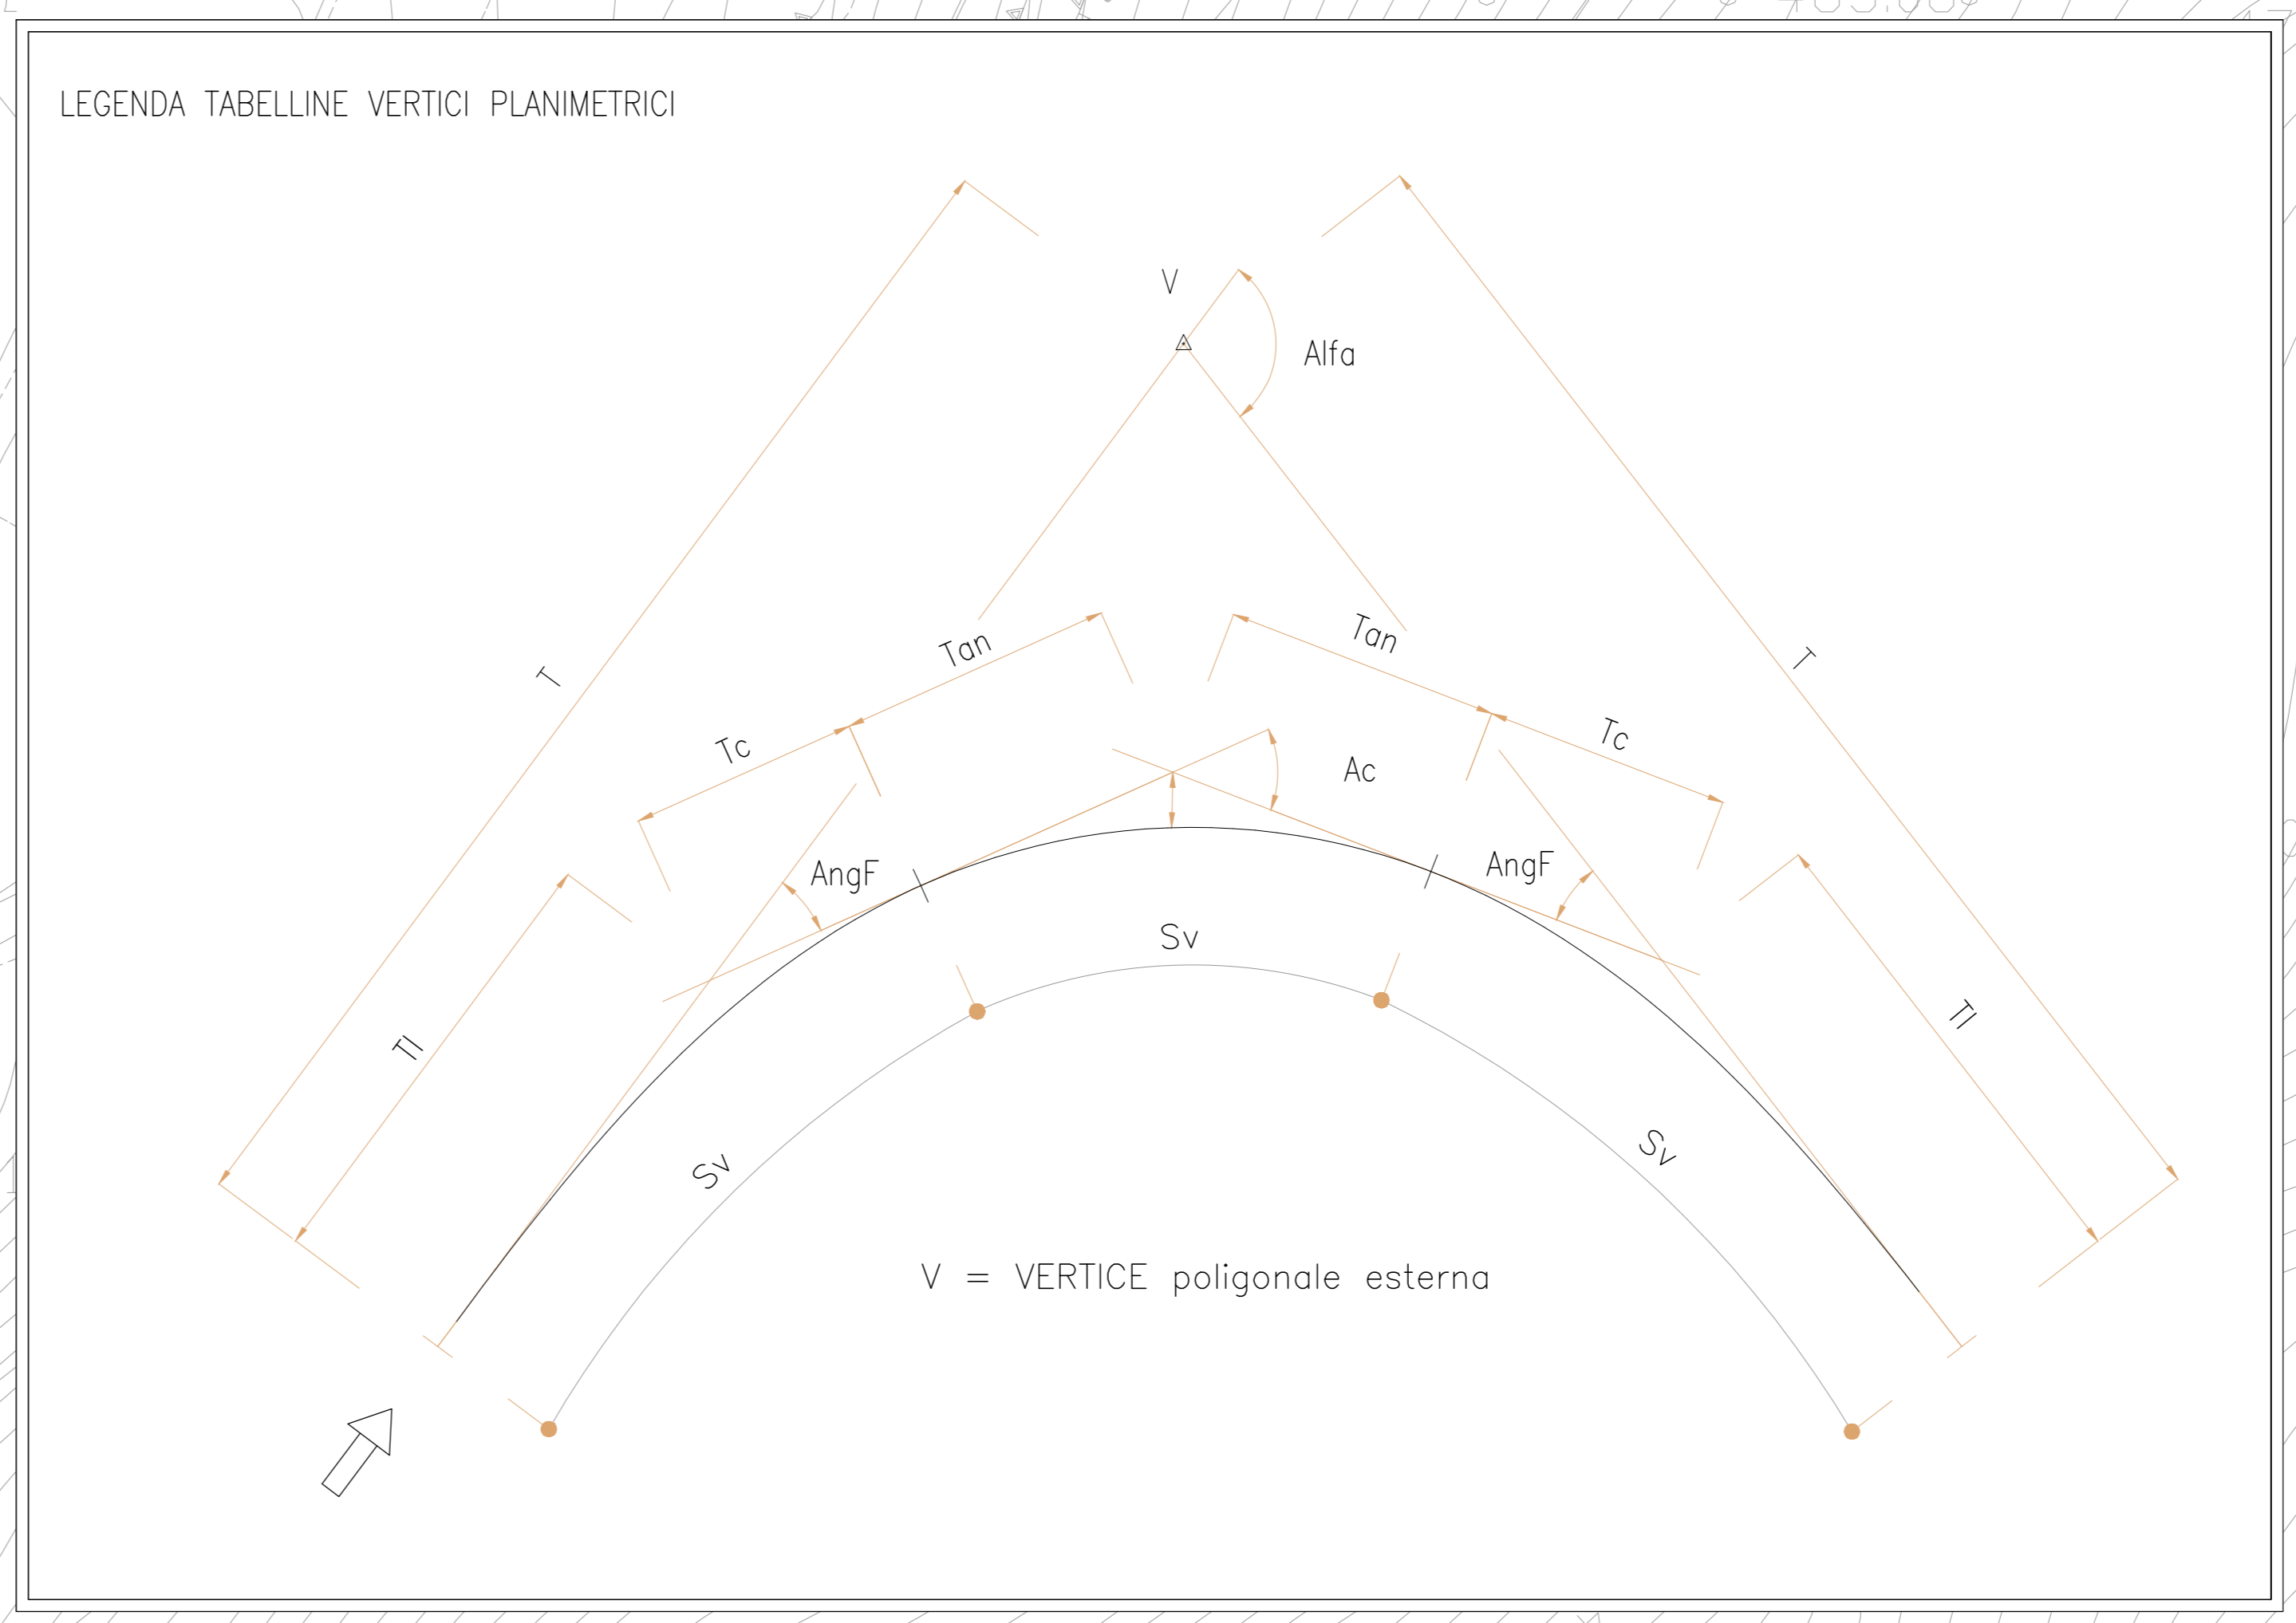 LEGENDA TABELLINE VERTICI PLANIMETRICI
V
Alfa
T
T
Tan
Tan
Tc
Tc
Ac
AngF
AngF
Sv
Tl
Tl
Sv
Sv
V = VERTICE poligonale esterna